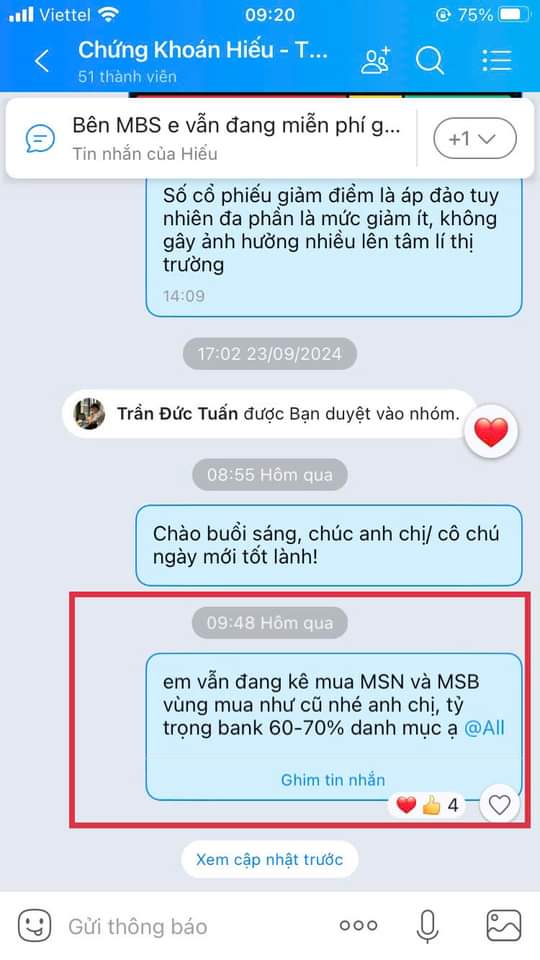 Viettel 09:20 75%
Chứng Khoán Hiếu - T...
51 thành viên
Bên MBS e vẫn đang miễn phí g...
Tin nhắn của Hiếu
+1
Số cổ phiếu giảm điểm là áp đảo tuy
nhiên đa phần là mức giảm ít, không
gây ảnh hưởng nhiều lên tâm lí thị
trường
14:09
17:02 23/09/2024
Trần Đức Tuấn được Bạn duyệt vào nhóm.
08:55 Hôm qua
Chào buổi sáng, chúc anh chị/ cô chú
ngày mới tốt lành!
09:48 Hôm qua
em vẫn đang kê mua MSN và MSB
vùng mua như cũ nhé anh chị, tỷ
trọng bank 60-70% danh mục ạ @All
Ghim tin nhắn
4
Xem cập nhật trước
Gửi thông báo